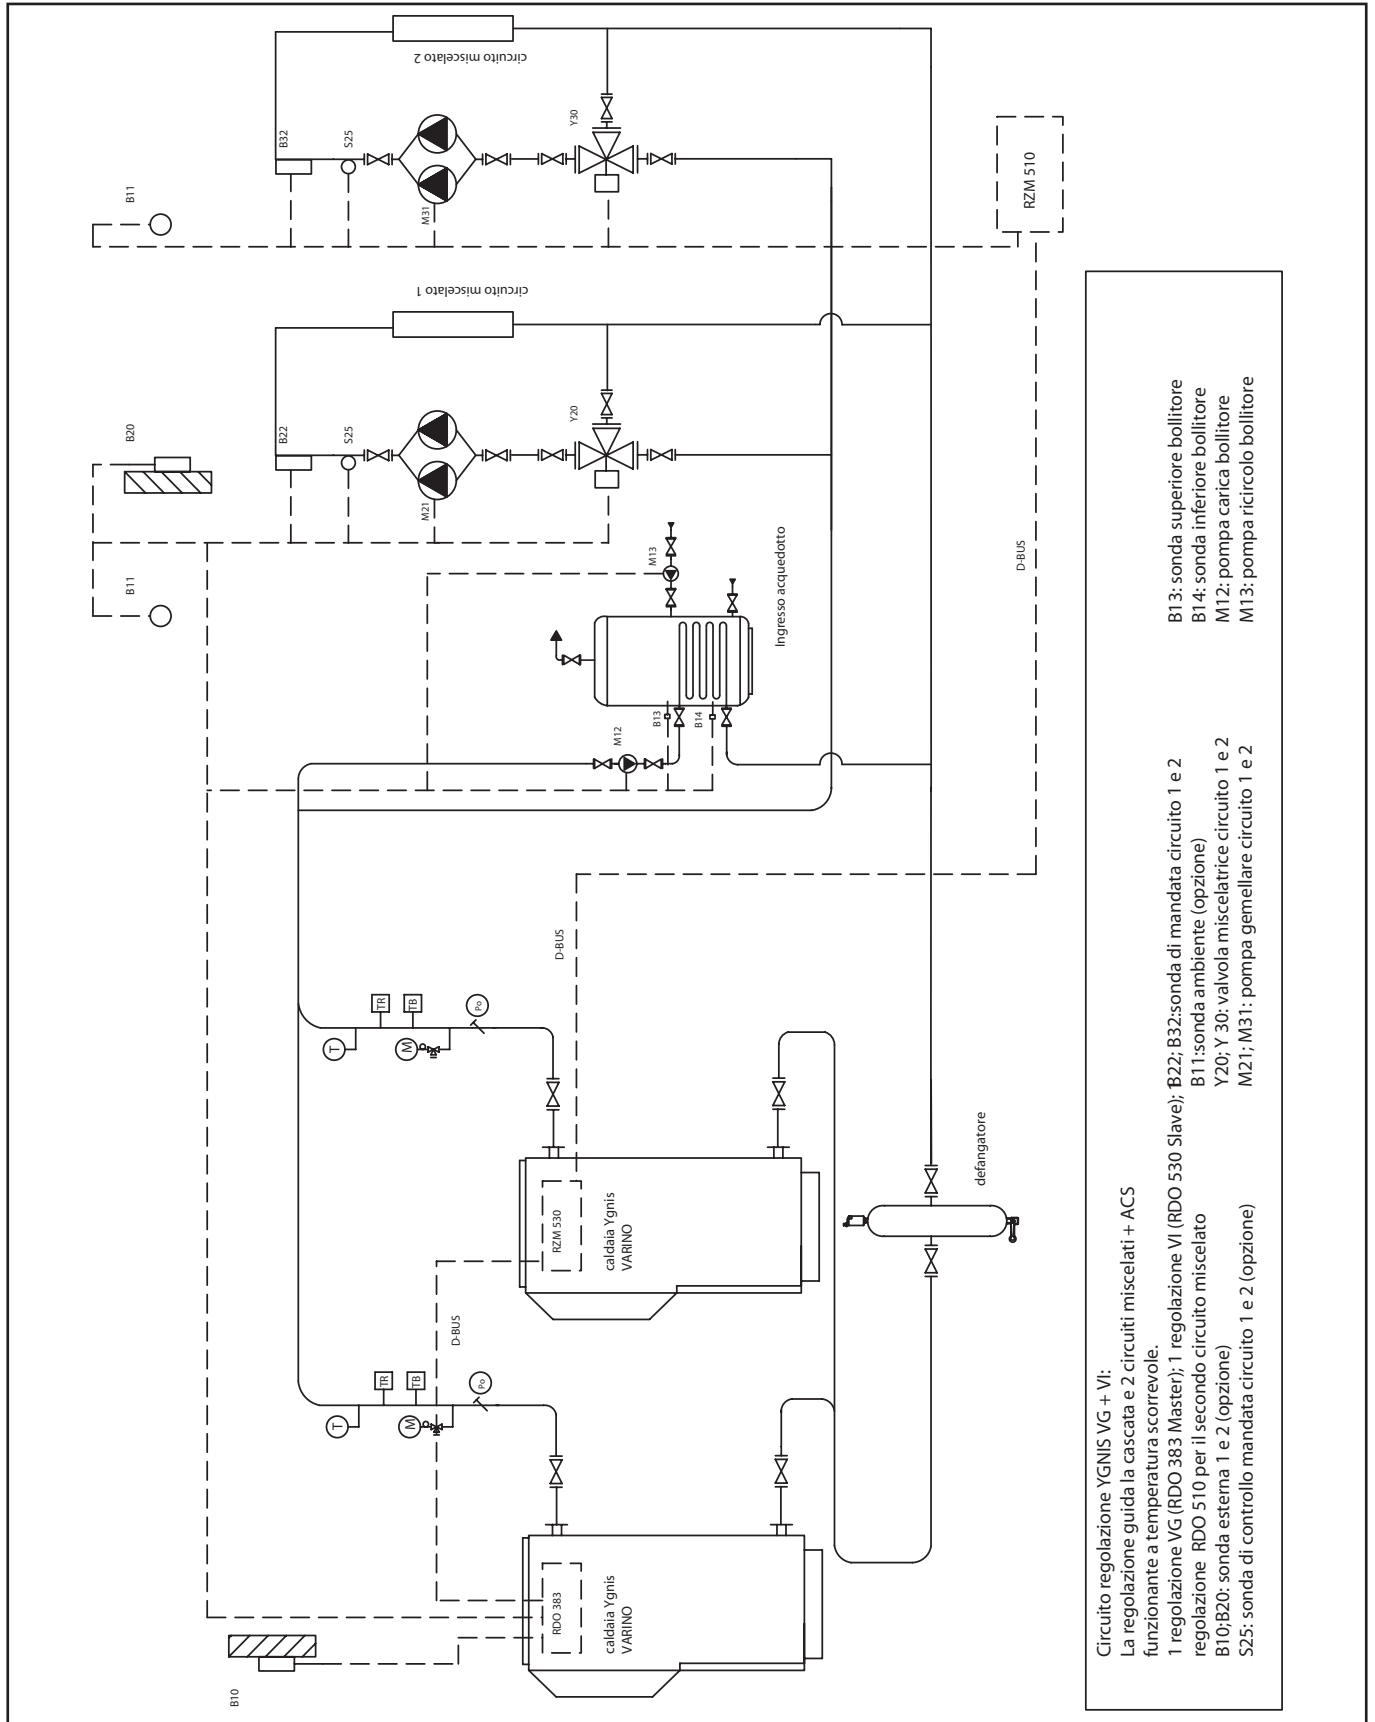 circuito miscelato 2
B32
S25
Y30
B11
M31
RZM 510
circuito miscelato 1
B20
B22
S25
Y20
M21
B11
M13
Ingresso acquedotto
D-BUS
B13
B14
M12
D-BUS
TR
TB
Po
T
M
RZM 530
caldaia Ygnis
VARINO
defangatore
D-BUS
TR
TB
Po
T
M
RDO 383
caldaia Ygnis
VARINO
B10
Circuito regolazione YGNIS VG + VI:
La regolazione guida la cascata e 2 circuiti miscelati + ACS
funzionante a temperatura scorrevole.
1 regolazione VG (RDO 383 Master); 1 regolazione VI (RDO 530 Slave); 1
regolazione RDO 510 per il secondo circuito miscelato
B10;B20: sonda esterna 1 e 2 (opzione)
S25: sonda di controllo mandata circuito 1 e 2 (opzione)
B22; B32:sonda di mandata circuito 1 e 2
B11:sonda ambiente (opzione)
Y20; Y 30: valvola miscelatrice circuito 1 e 2
M21; M31: pompa gemellare circuito 1 e 2
B13: sonda superiore bollitore
B14: sonda inferiore bollitore
M12: pompa carica bollitore
M13: pompa ricircolo bollitore